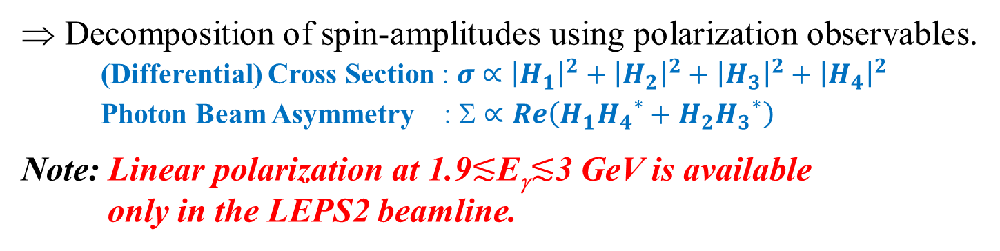 ⇒ Decomposition of spin-amplitudes using polarization observables.
(Differential) Cross Section : σ ∝ |H₁|² + |H₂|² + |H₃|² + |H₄|²
Photon Beam Asymmetry : Σ ∝ Re(H₁H₄* + H₂H₃*)
Note: Linear polarization at 1.9≲Eγ≲3 GeV is available
only in the LEPS2 beamline.